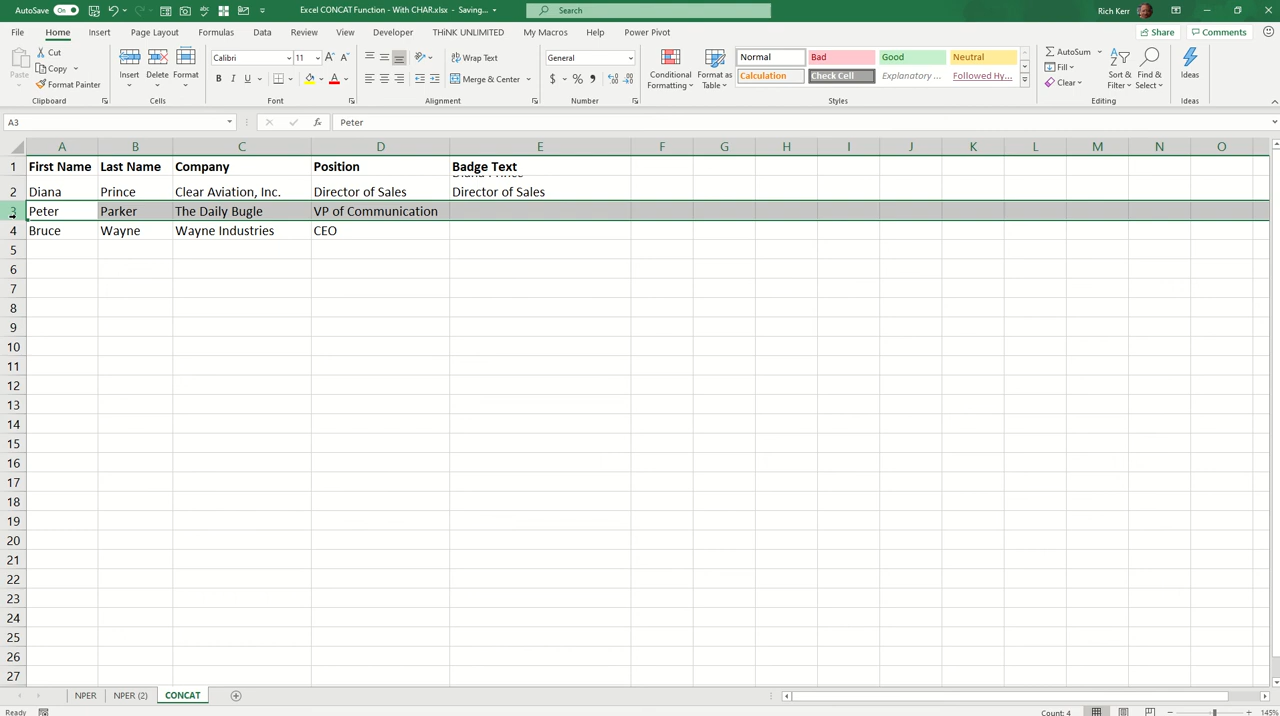 AutoSave On Excel CONCAT Function - With CHAR.xlsx - Saving... Search Rich Kerr
File Home Insert Page Layout Formulas Data Review View Developer THINK UNLIMITED My Macros Help Power Pivot Share Comments
Paste Cut Copy Format Painter Insert Delete Format Calibri 11 Wrap Text General Conditional Formatting Format as Table Normal Bad Good Neutral AutoSum Sort & Filter Find & Select Ideas
B I U A Merge & Center $ % Calculation Check Cell Explanatory ... Followed Hy... Fill Clear
Clipboard Cells Font Alignment Number Styles Editing Ideas
A3 fx Peter
A B C D E F G H I J K L M N O
1 First Name Last Name Company Position Badge Text
Diana Prince
2 Diana Prince Clear Aviation, Inc. Director of Sales Director of Sales
3 Peter Parker The Daily Bugle VP of Communication
4 Bruce Wayne Wayne Industries CEO
5
6
7
8
9
10
11
12
13
14
15
16
17
18
19
20
21
22
23
24
25
26
27
NPER NPER (2) CONCAT
Ready Count: 4 145%